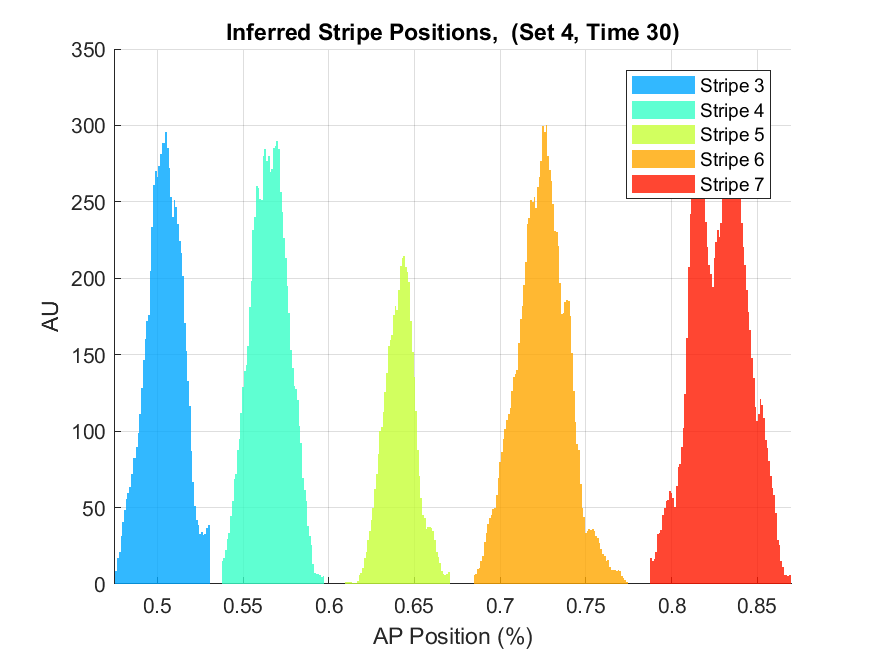 Inferred Stripe Positions,  (Set 4, Time 30)
350
300
250
200
150
100
50
0
AU
Stripe 3
Stripe 4
Stripe 5
Stripe 6
Stripe 7
0.5 0.55 0.6 0.65 0.7 0.75 0.8 0.85
AP Position (%)